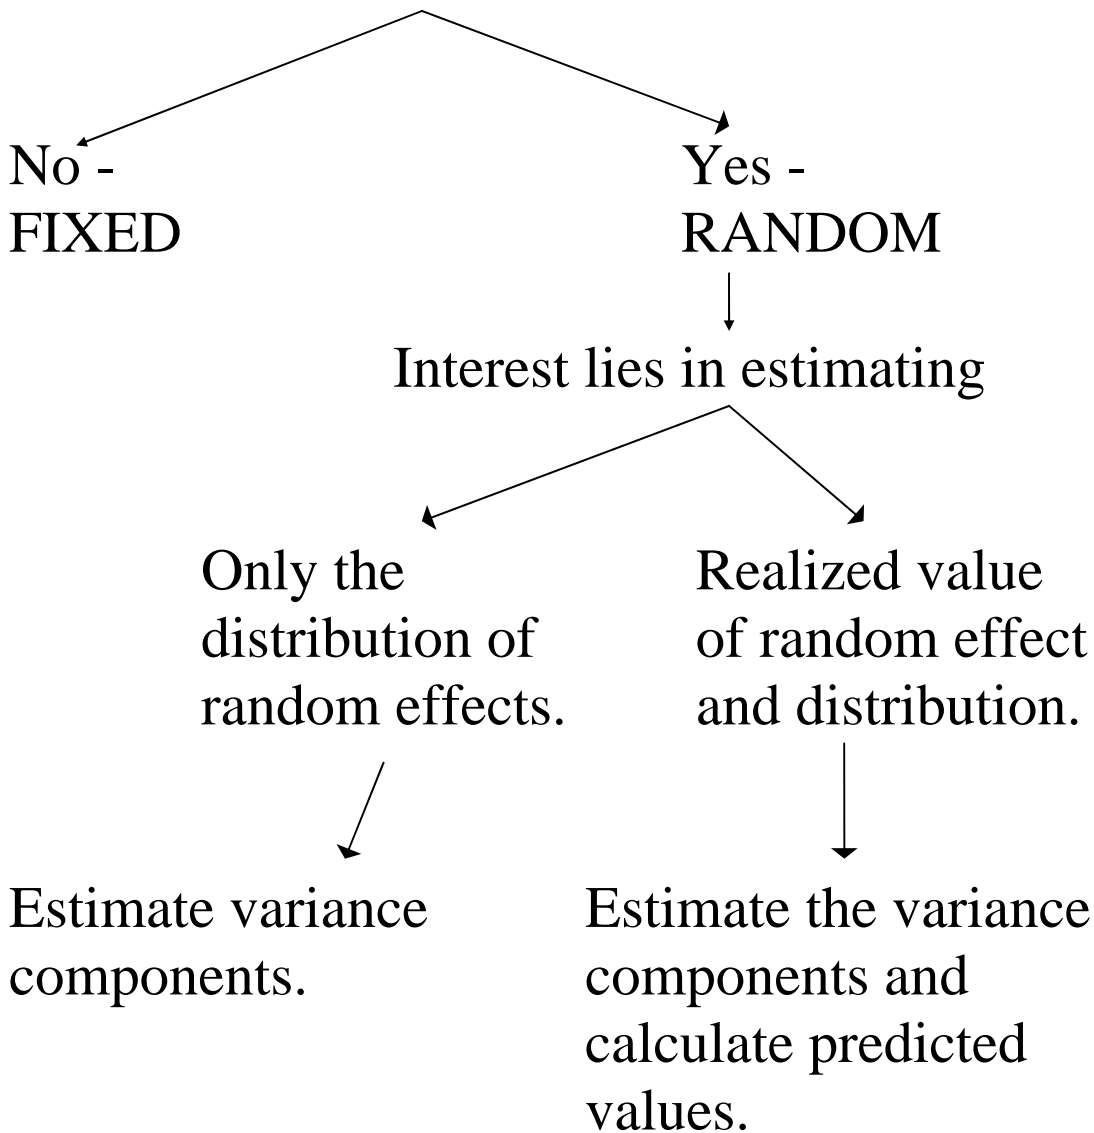 No -
FIXED
Yes -
RANDOM
Interest lies in estimating
Only the
distribution of
random effects.
Realized value
of random effect
and distribution.
Estimate variance
components.
Estimate the variance
components and
calculate predicted
values.